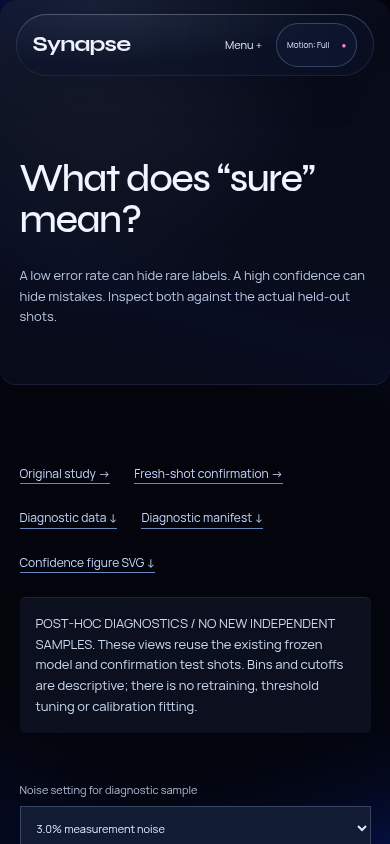 Synapse
Menu +
Motion: Full
What does “sure”
mean?
A low error rate can hide rare labels. A high confidence can
hide mistakes. Inspect both against the actual held-out
shots.
Original study →
Fresh-shot confirmation →
Diagnostic data ↓
Diagnostic manifest ↓
Confidence figure SVG ↓
POST-HOC DIAGNOSTICS / NO NEW INDEPENDENT
SAMPLES. These views reuse the existing frozen
model and confirmation test shots. Bins and cutoffs
are descriptive; there is no retraining, threshold
tuning or calibration fitting.
Noise setting for diagnostic sample
3.0% measurement noise